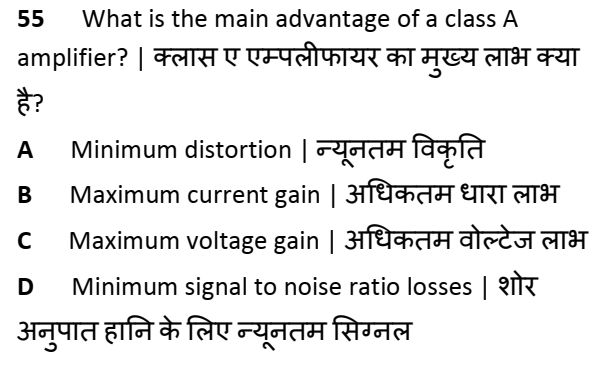 55 What is the main advantage of a class A
amplifier? | क्लास ए एम्पलीफायर का मुख्य लाभ क्या
है?
A Minimum distortion | न्यूनतम विकृति
B Maximum current gain | अधिकतम धारा लाभ
C Maximum voltage gain | अधिकतम वोल्टेज लाभ
D Minimum signal to noise ratio losses | शोर
अनुपात हानि के लिए न्यूनतम सिग्नल